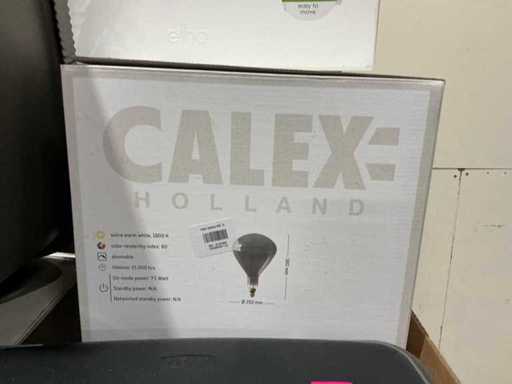 easy to
move
elho
CALEX
HOLLAND
extra warm white, 1800 K
color rendering index: 80
dimmable
lifetime: 15.000 hrs
On-mode power: 7.5 Watt
Standby power: N/A
Networked standby power: N/A